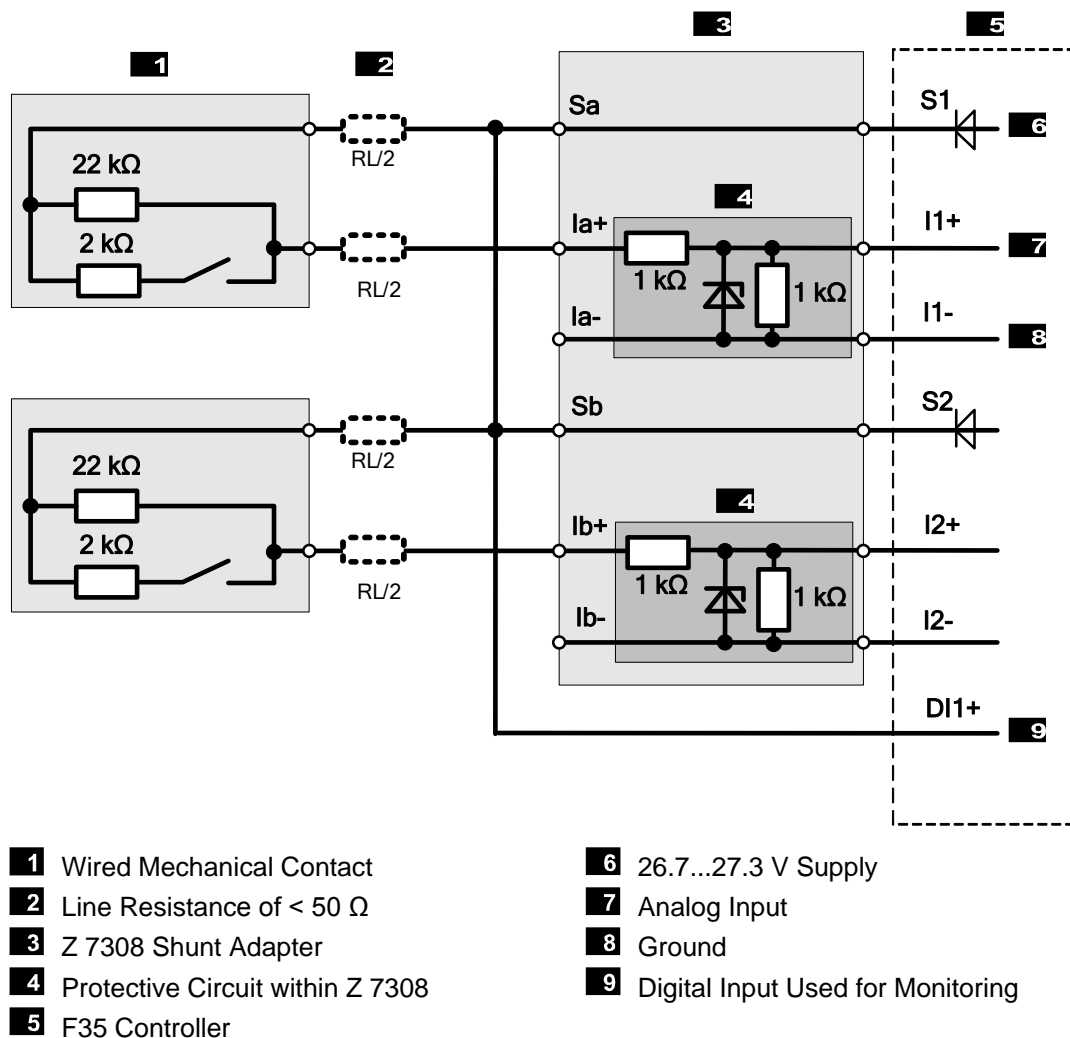 3
5
1
2
Sa
S1
6
RL/2
22 kΩ
4
2 kΩ
Ia+
I1+
7
RL/2
1 kΩ
1 kΩ
Ia-
I1-
8
Sb
S2
RL/2
22 kΩ
4
2 kΩ
Ib+
I2+
RL/2
1 kΩ
1 kΩ
Ib-
I2-
DI1+
9
1 Wired Mechanical Contact
2 Line Resistance of < 50 Ω
3 Z 7308 Shunt Adapter
4 Protective Circuit within Z 7308
5 F35 Controller
6 26.7...27.3 V Supply
7 Analog Input
8 Ground
9 Digital Input Used for Monitoring